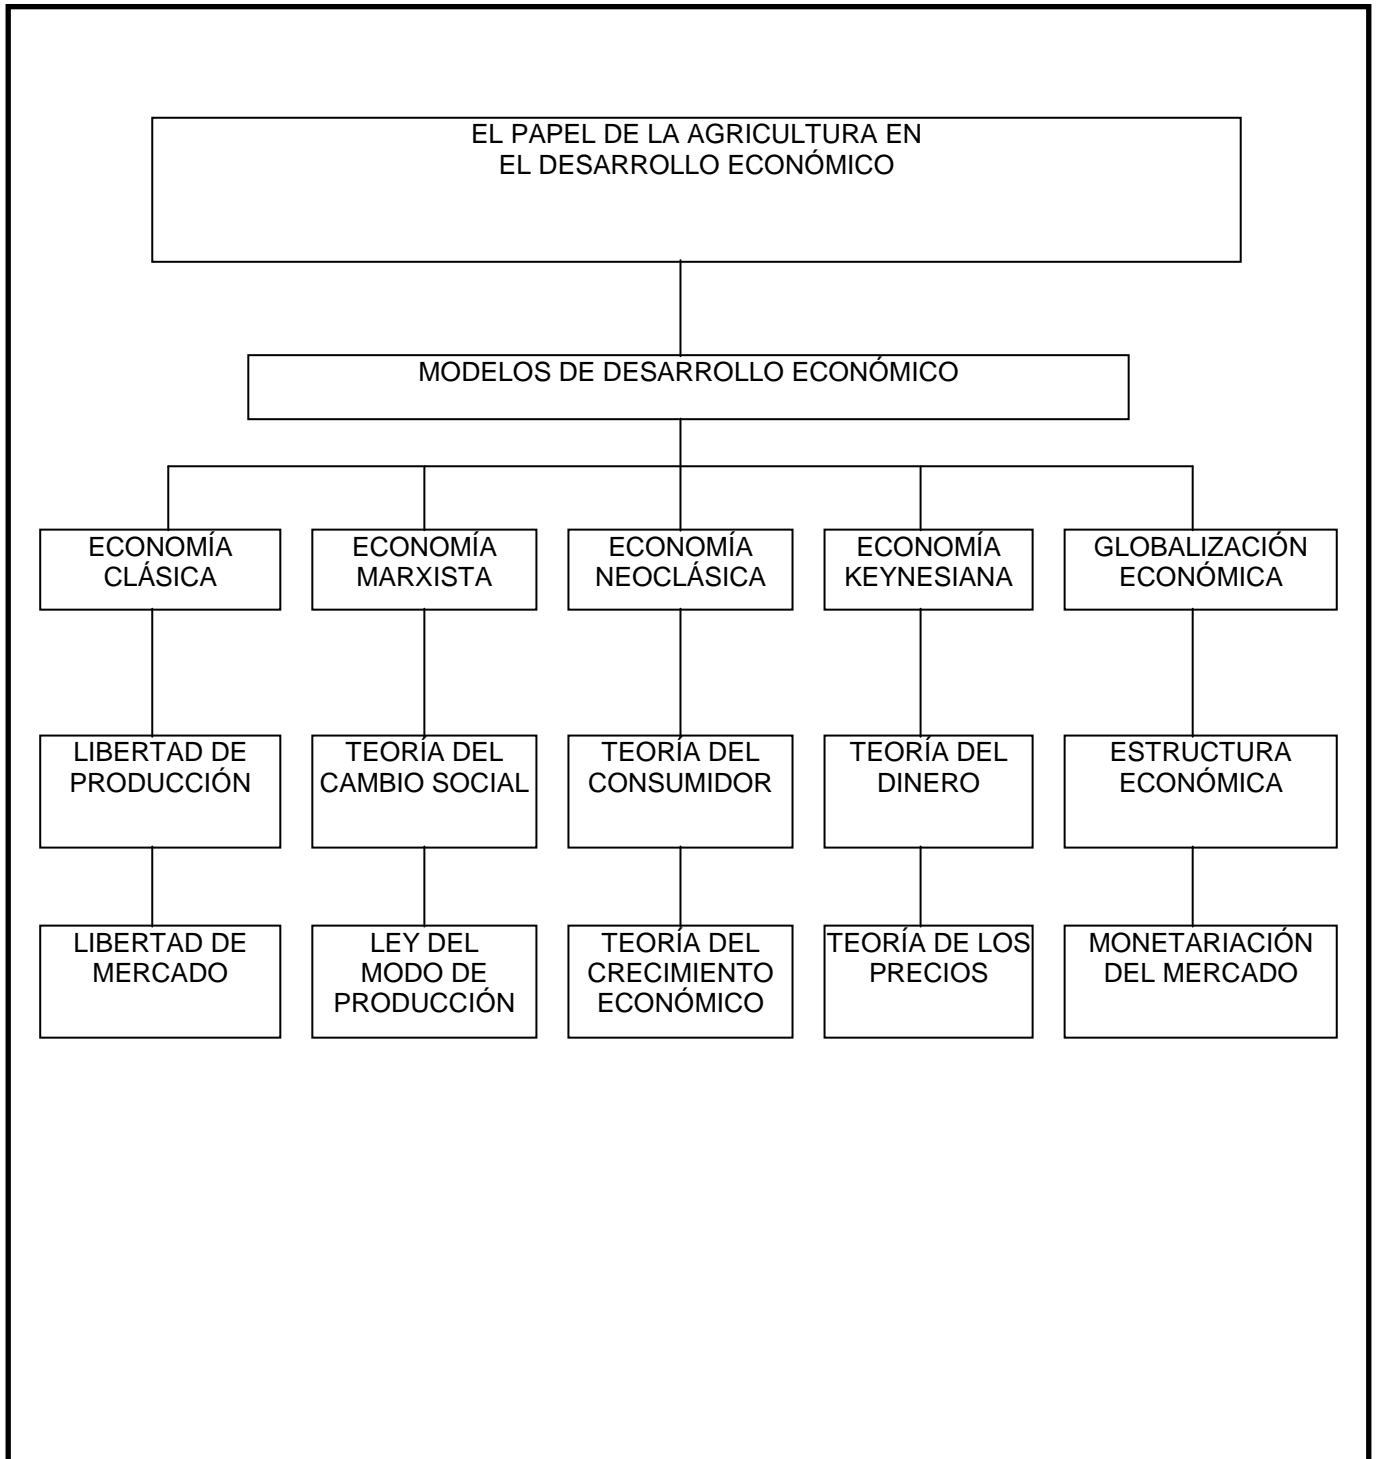 EL PAPEL DE LA AGRICULTURA EN
EL DESARROLLO ECONÓMICO
MODELOS DE DESARROLLO ECONÓMICO
ECONOMÍA
CLÁSICA
ECONOMÍA
MARXISTA
ECONOMÍA
NEOCLÁSICA
ECONOMÍA
KEYNESIANA
GLOBALIZACIÓN
ECONÓMICA
LIBERTAD DE
PRODUCCIÓN
TEORÍA DEL
CAMBIO SOCIAL
TEORÍA DEL
CONSUMIDOR
TEORÍA DEL
DINERO
ESTRUCTURA
ECONÓMICA
LIBERTAD DE
MERCADO
LEY DEL
MODO DE
PRODUCCIÓN
TEORÍA DEL
CRECIMIENTO
ECONÓMICO
TEORÍA DE LOS
PRECIOS
MONETARIACIÓN
DEL MERCADO